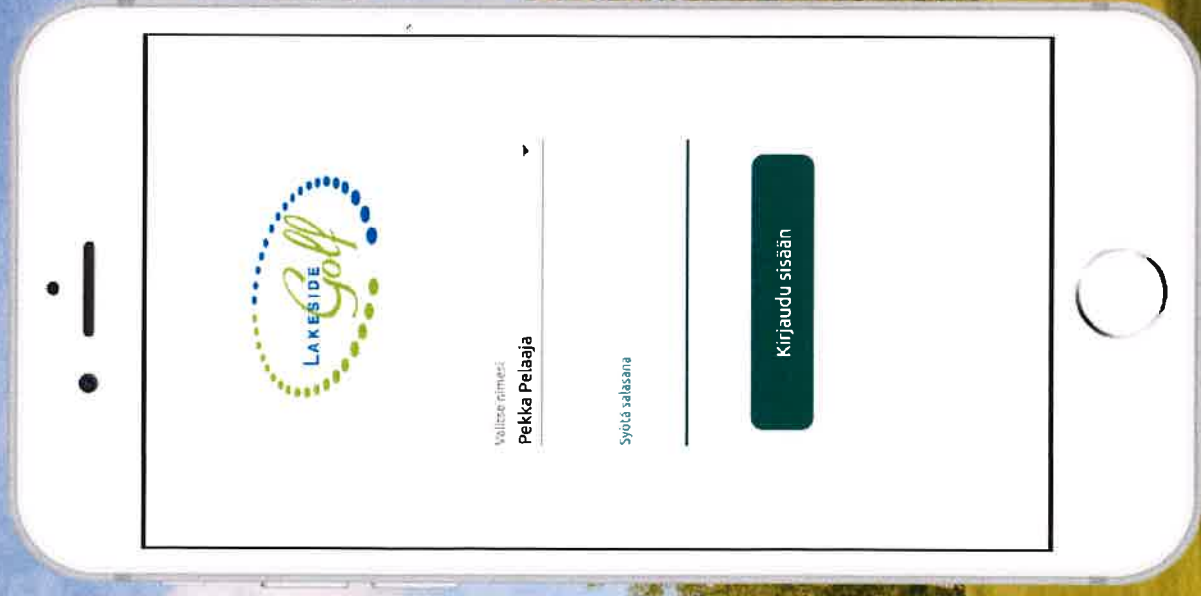 LAKESIDE
Golf
Valitse nimesi
Pekka Pelaaja
Syötä salasana
Kirjaudu sisään